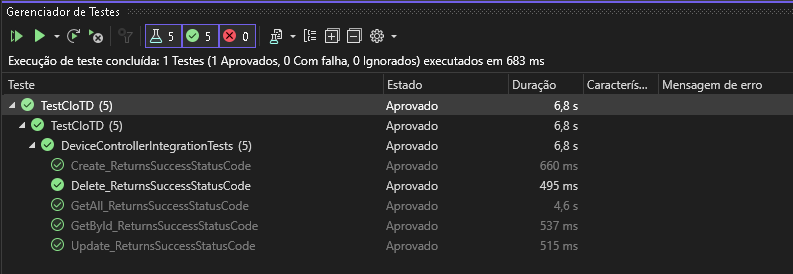 Gerenciador de Testes
5 5 0
Execução de teste concluída: 1 Testes (1 Aprovados, 0 Com falha, 0 Ignorados) executados em 683 ms
Teste Estado Duração Caracterís... Mensagem de erro
TestCIoTD (5) Aprovado 6,8 s
TestCIoTD (5) Aprovado 6,8 s
DeviceControllerIntegrationTests (5) Aprovado 6,8 s
Create_ReturnsSuccessStatusCode Aprovado 660 ms
Delete_ReturnsSuccessStatusCode Aprovado 495 ms
GetAll_ReturnsSuccessStatusCode Aprovado 4,6 s
GetById_ReturnsSuccessStatusCode Aprovado 537 ms
Update_ReturnsSuccessStatusCode Aprovado 515 ms